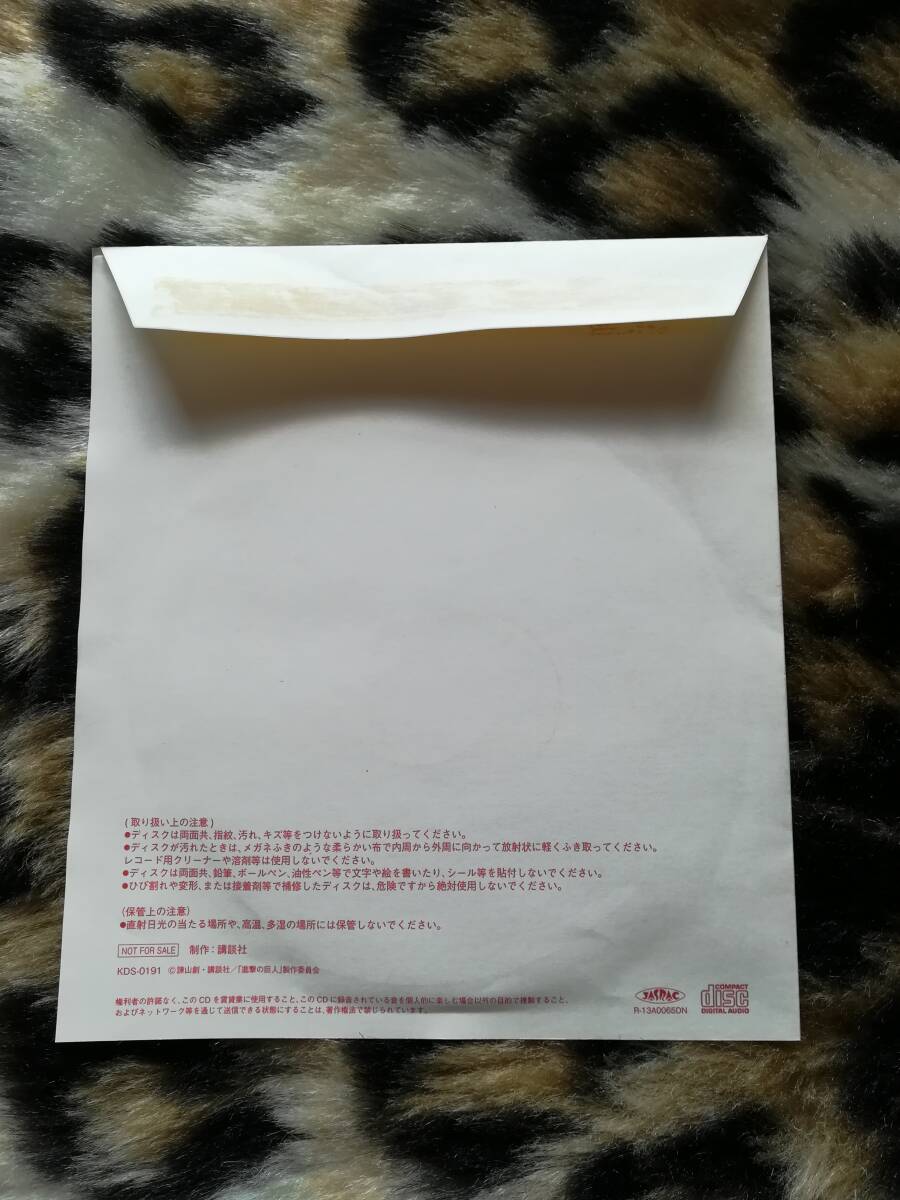 (取り扱い上の注意)
●ディスクは両面共、指紋、汚れ、キズ等をつけないように取り扱ってください。
●ディスクが汚れたときは、メガネふきのような柔らかい布で内周から外周に向かって放射状に軽くふき取ってください。
レコード用クリーナーや溶剤等は使用しないでください。
●ディスクは両面共、鉛筆、ボールペン、油性ペン等で文字や絵を書いたり、シール等を貼付しないでください。
●ひび割れや変形、または接着剤等で補修したディスクは、危険ですから絶対使用しないでください。
(保管上の注意)
●直射日光の当たる場所や、高温、多湿の場所には保管しないでください。
NOT FOR SALE 制作:講談社
KDS-0191 ©諫山創・講談社/「進撃の巨人」製作委員会
権利者の許諾なく、このCDを賃貸業に使用すること、このCDに録音されている音を個人的に楽しむ場合以外の目的で複製すること、
およびネットワーク等を通じて送信できる状態にすることは、著作権法で禁じられています。
JASRAC
R-13A0065DN
COMPACT
disc
DIGITAL AUDIO